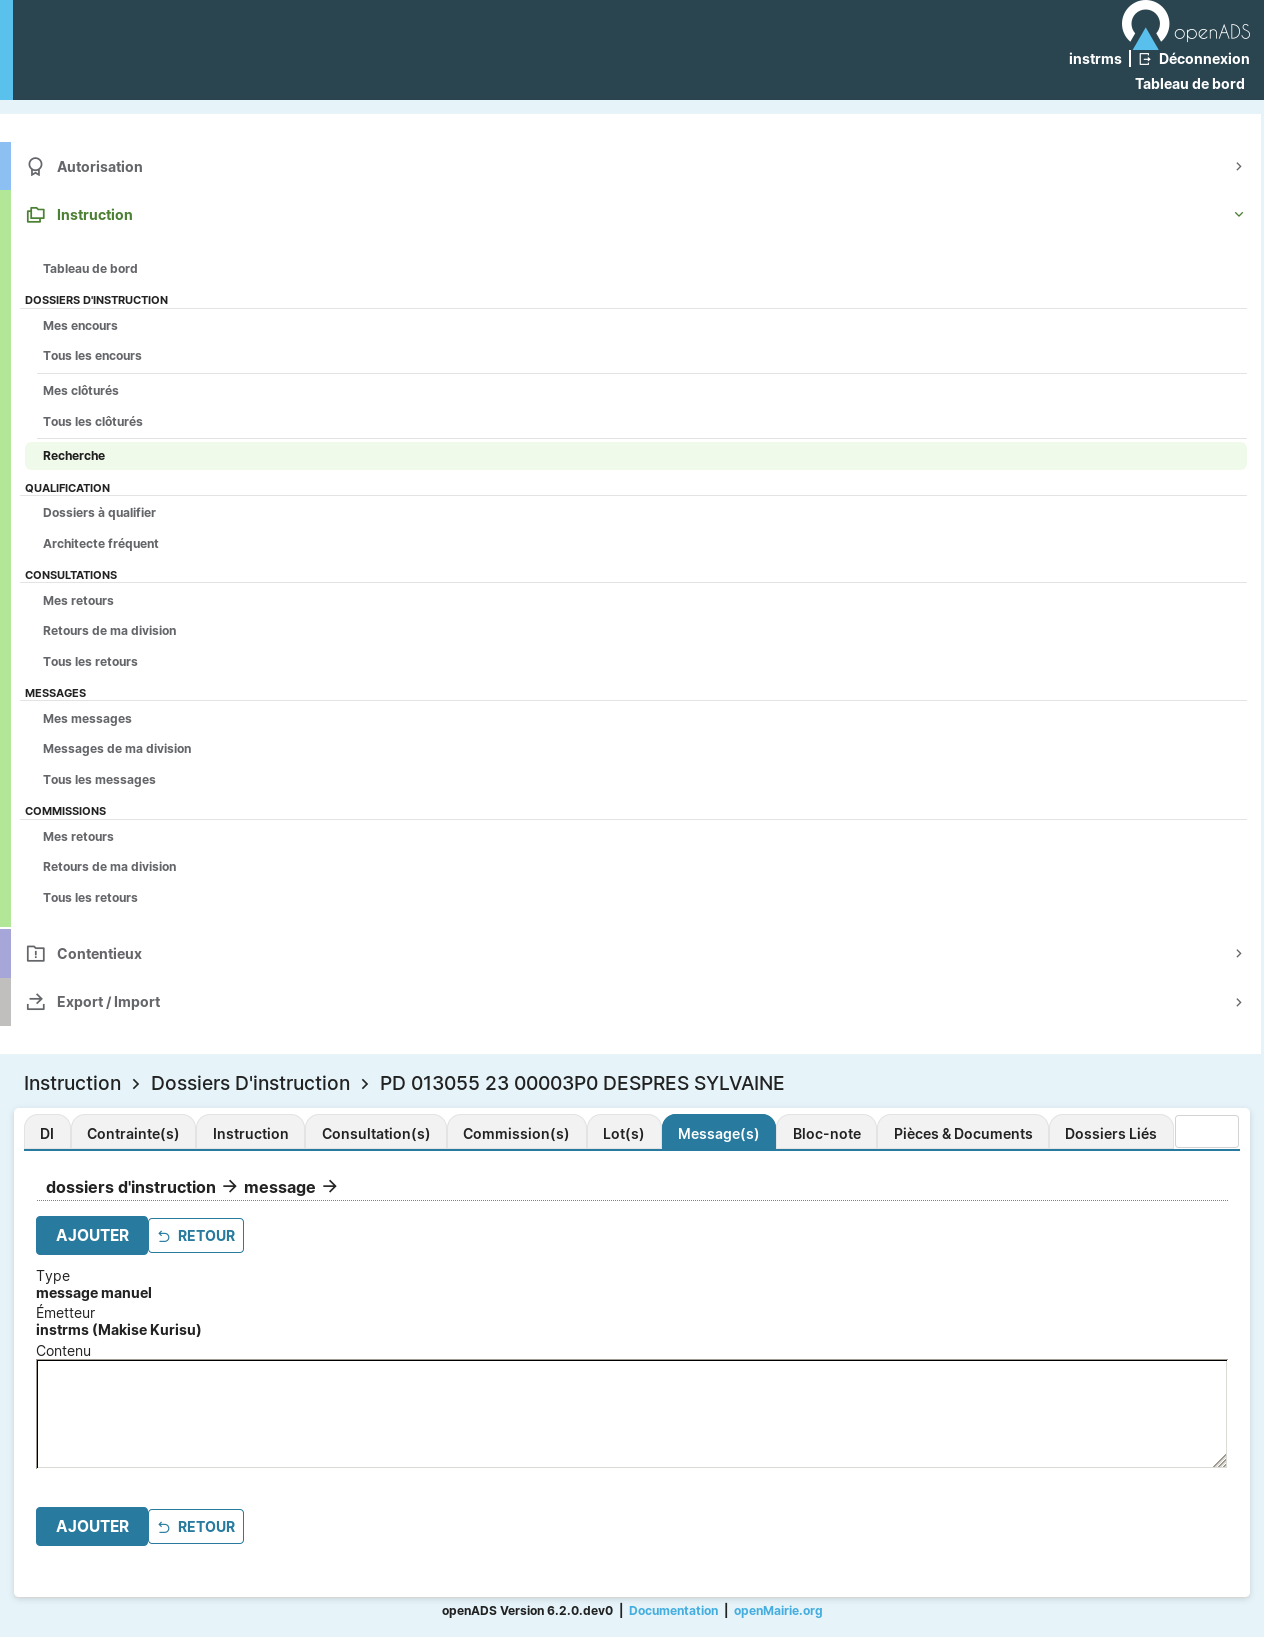 openADS
instrms | Déconnexion
Tableau de bord
Autorisation
Instruction
Tableau de bord
DOSSIERS D'INSTRUCTION
Mes encours
Tous les encours
Mes clôturés
Tous les clôturés
Recherche
QUALIFICATION
Dossiers à qualifier
Architecte fréquent
CONSULTATIONS
Mes retours
Retours de ma division
Tous les retours
MESSAGES
Mes messages
Messages de ma division
Tous les messages
COMMISSIONS
Mes retours
Retours de ma division
Tous les retours
Contentieux
Export / Import
Instruction > Dossiers D'instruction > PD 013055 23 00003P0 DESPRES SYLVAINE
DI Contrainte(s) Instruction Consultation(s) Commission(s) Lot(s) Message(s) Bloc-note Pièces & Documents Dossiers Liés
dossiers d'instruction → message →
AJOUTER RETOUR
Type
message manuel
Émetteur
instrms (Makise Kurisu)
Contenu
AJOUTER RETOUR
openADS Version 6.2.0.dev0 | Documentation | openMairie.org